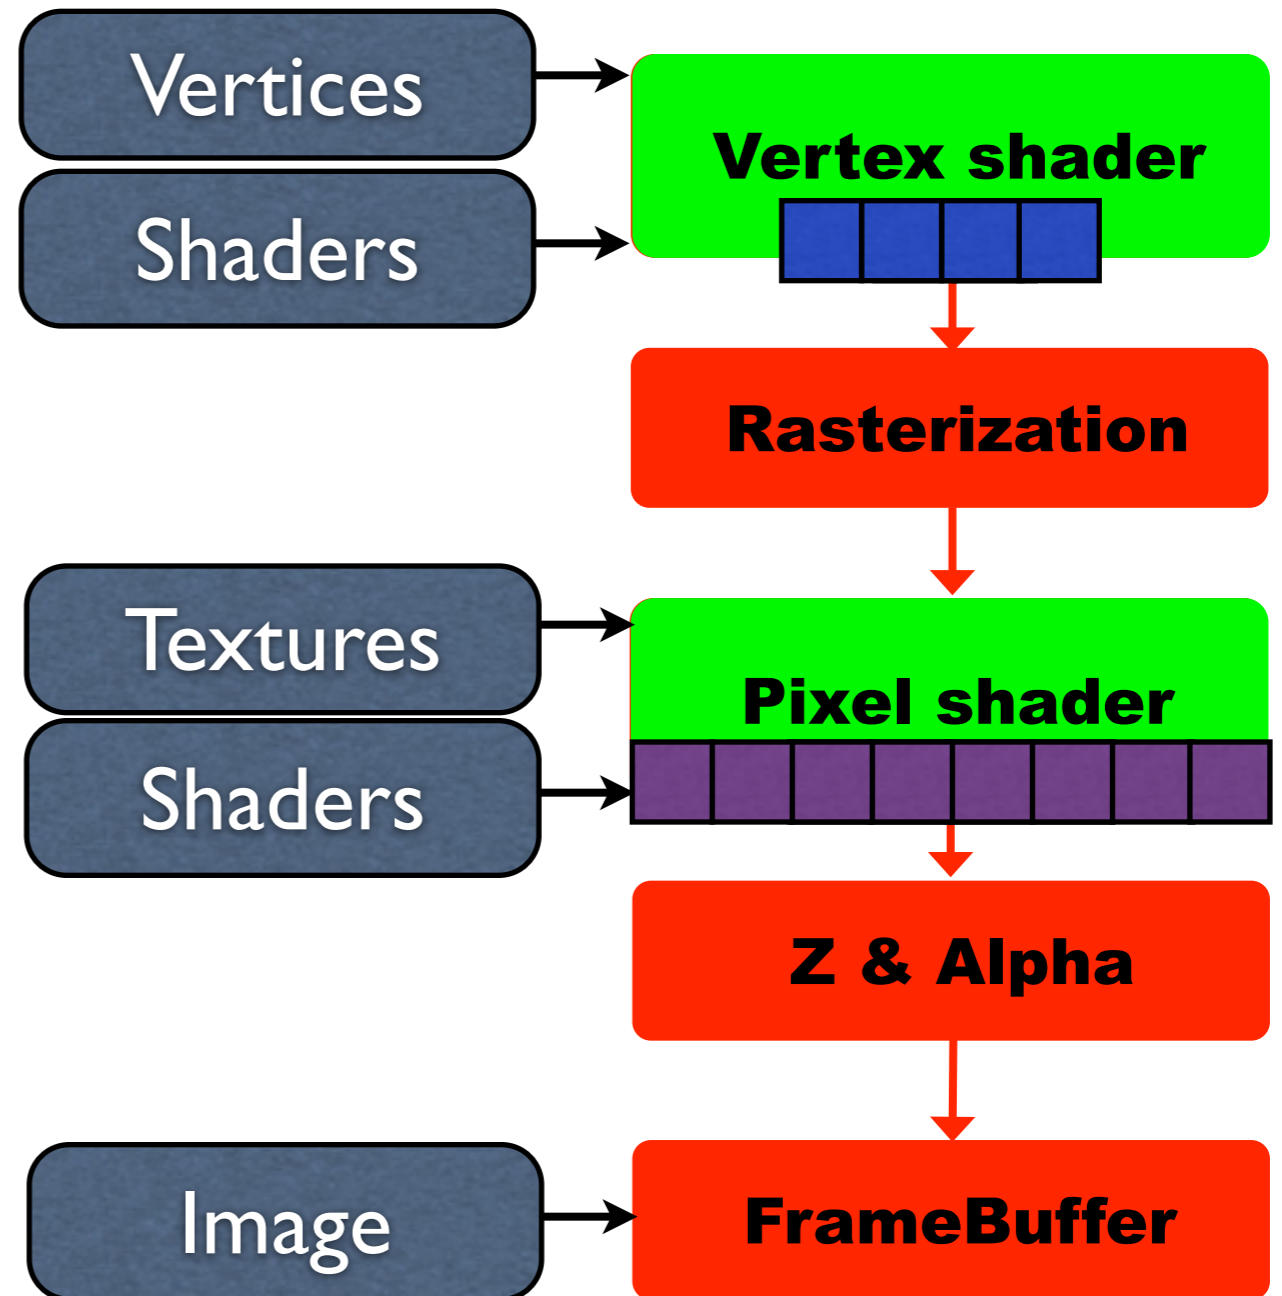 Vertices
Vertex shader
Shaders
Rasterization
Textures
Pixel shader
Shaders
Z & Alpha
Image
FrameBuffer